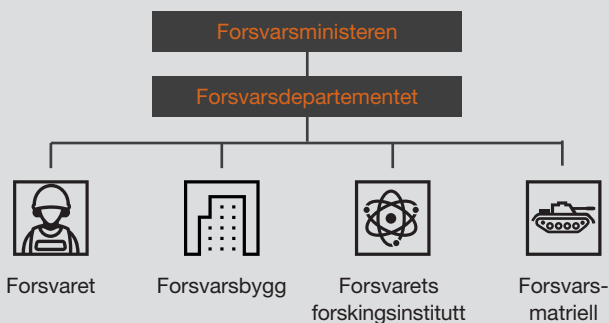 Forsvarsministeren
Forsvarsdepartementet
Forsvaret
Forsvarsbygg
Forsvarets
forskingsinstitutt
Forsvars-
matriell